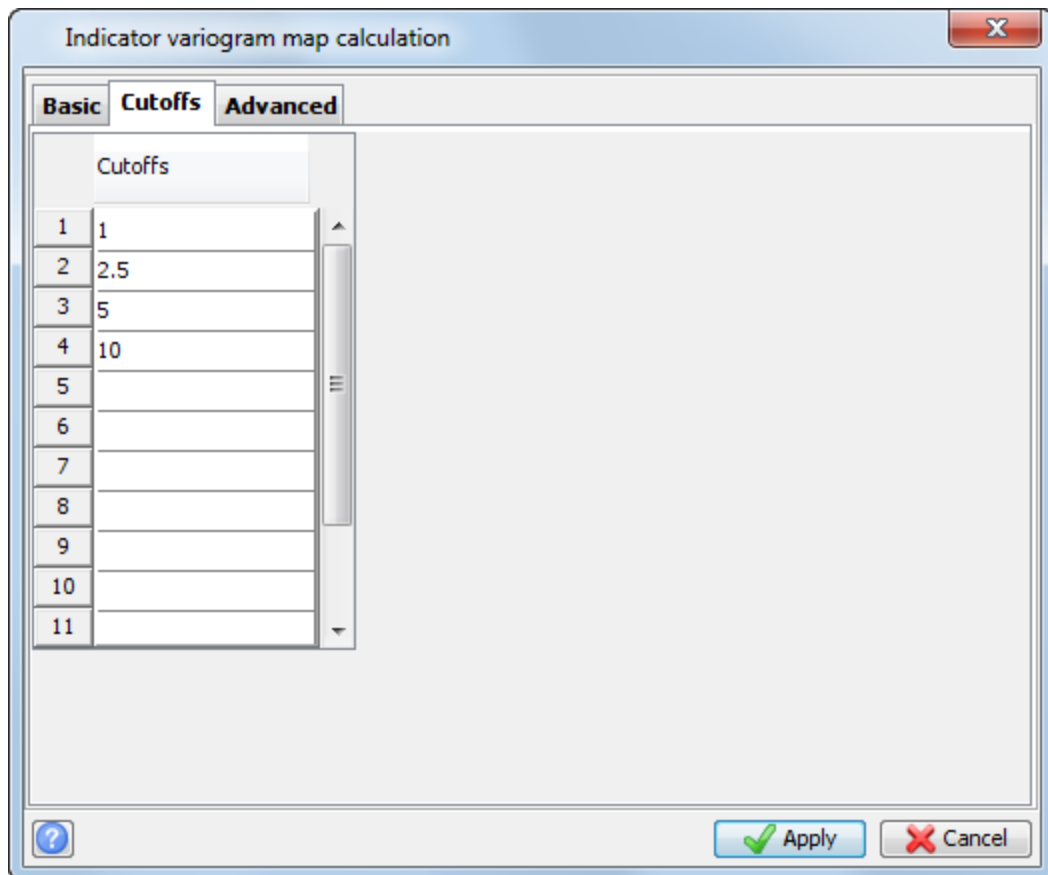 Indicator variogram map calculation
Basic Cutoffs Advanced
Cutoffs
1 1
2 2.5
3 5
4 10
5
6
7
8
9
10
11
? Apply Cancel